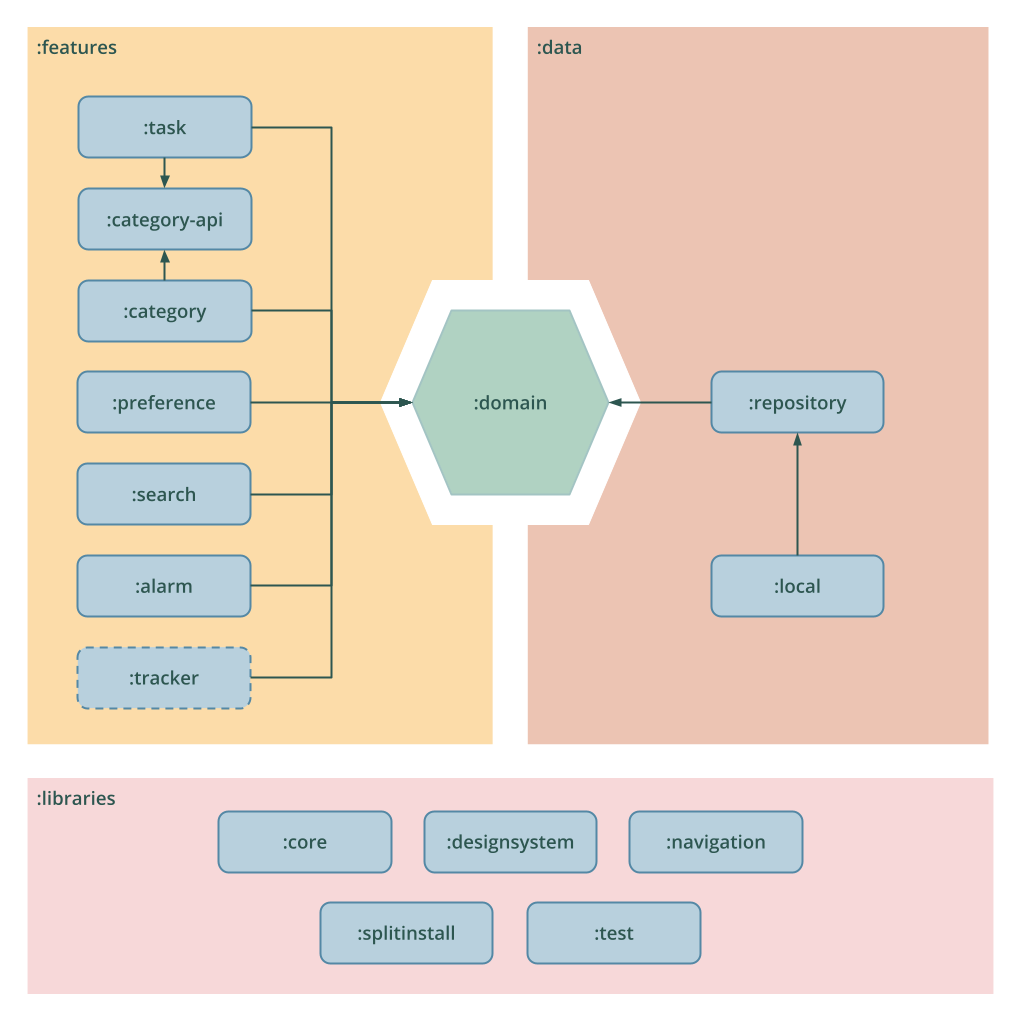 :features
:task
:category-api
:category
:preference
:search
:alarm
:tracker
:domain
:data
:repository
:local
:libraries
:core
:designsystem
:navigation
:splitinstall
:test